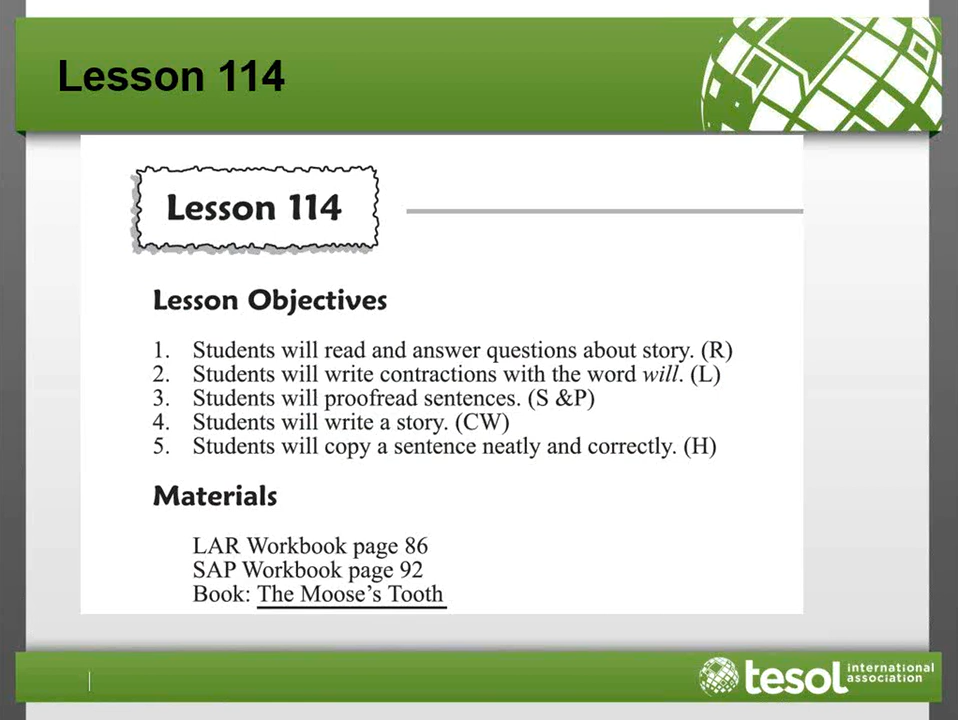 Lesson 114
Lesson 114
Lesson Objectives
1. Students will read and answer questions about story. (R)
2. Students will write contractions with the word will. (L)
3. Students will proofread sentences. (S &P)
4. Students will write a story. (CW)
5. Students will copy a sentence neatly and correctly. (H)
Materials
LAR Workbook page 86
SAP Workbook page 92
Book: The Moose's Tooth
tesol international
association